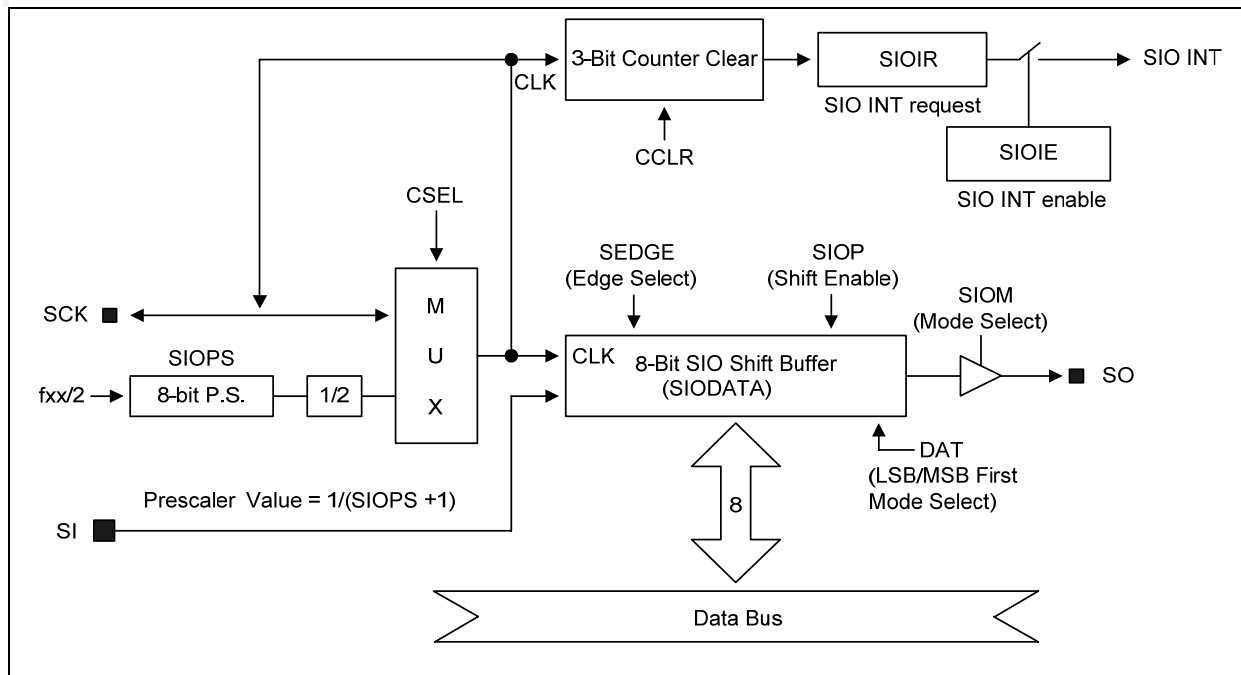 3-Bit Counter Clear
CLK
SIOIR
SIO INT
SIO INT request
CCLR
SIOIE
SIO INT enable
CSEL
SEDGE
(Edge Select)
SIOP
(Shift Enable)
SIOM
(Mode Select)
SCK
M
U
X
SIOPS
fxx/2
8-bit P.S.
1/2
CLK
8-Bit SIO Shift Buffer
(SIODATA)
SO
DAT
(LSB/MSB First
Mode Select)
Prescaler Value = 1/(SIOPS +1)
SI
8
Data Bus